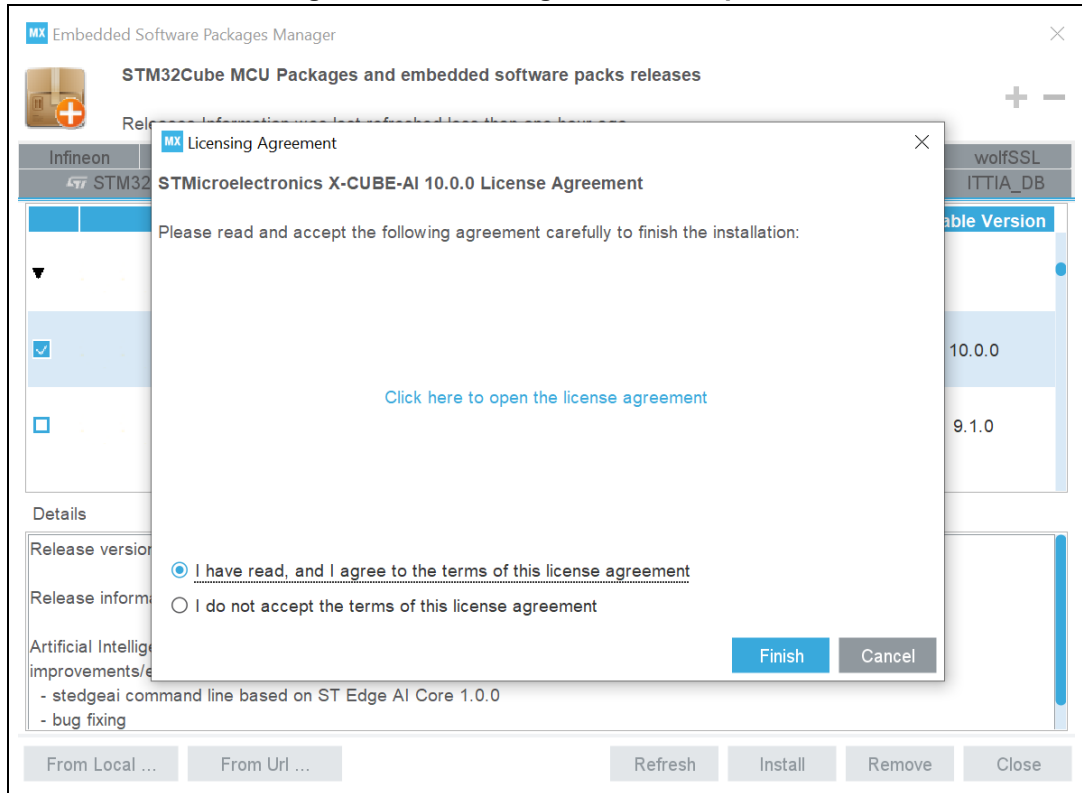 MX Embedded Software Packages Manager
STM32Cube MCU Packages and embedded software packs releases
MX Licensing Agreement
Infineon
wolfSSL
STM32
STMicroelectronics X-CUBE-AI 10.0.0 License Agreement
ITTIA_DB
Please read and accept the following agreement carefully to finish the installation:
able Version
10.0.0
Click here to open the license agreement
9.1.0
Details
Release version
I have read, and I agree to the terms of this license agreement
Release informa
I do not accept the terms of this license agreement
Artificial Intellige
Finish
Cancel
improvements/e
- stedgeai command line based on ST Edge AI Core 1.0.0
- bug fixing
From Local ...
From Url ...
Refresh
Install
Remove
Close